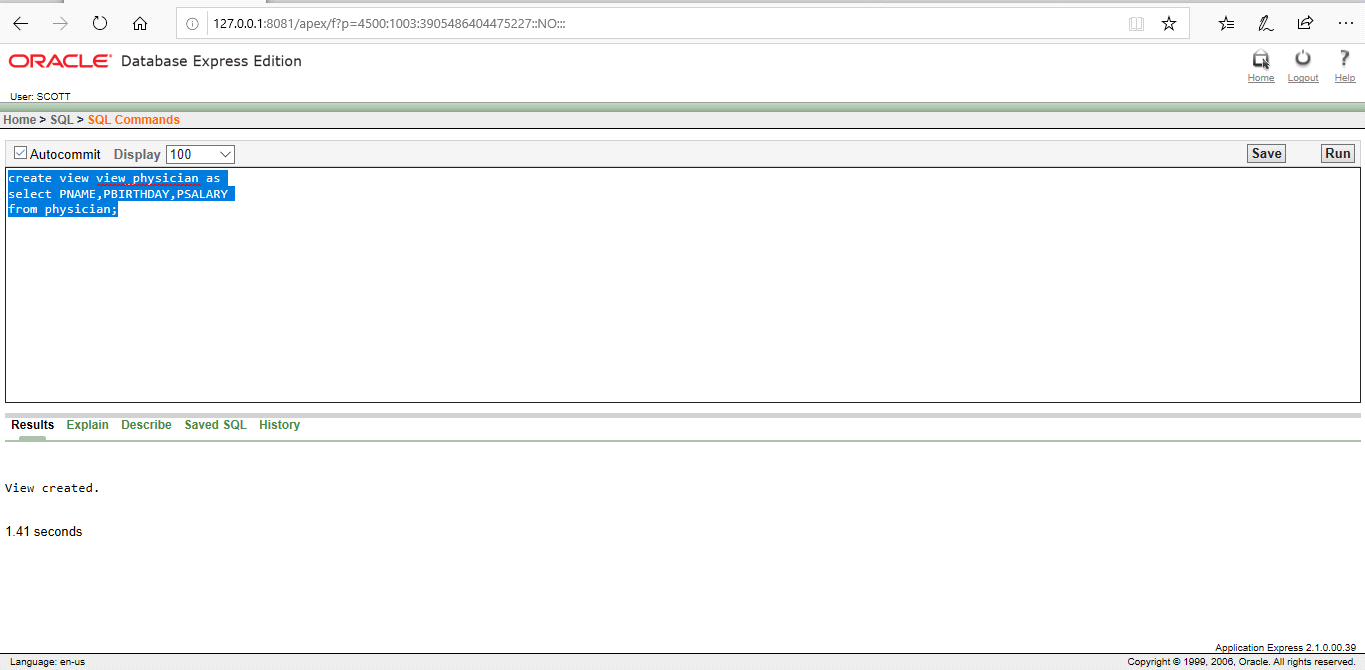 127.0.0.1:8081/apex/f?p=4500:1003:3905486404475227::NO:::
ORACLE Database Express Edition
Home Logout Help
User: SCOTT
Home > SQL > SQL Commands
Autocommit Display 100 Save Run
create view view_physician as
select PNAME,PBIRTHDAY,PSALARY
from physician;
Results Explain Describe Saved SQL History
View created.
1.41 seconds
Application Express 2.1.0.00.39
Language: en-us Copyright © 1999, 2006, Oracle. All rights reserved.